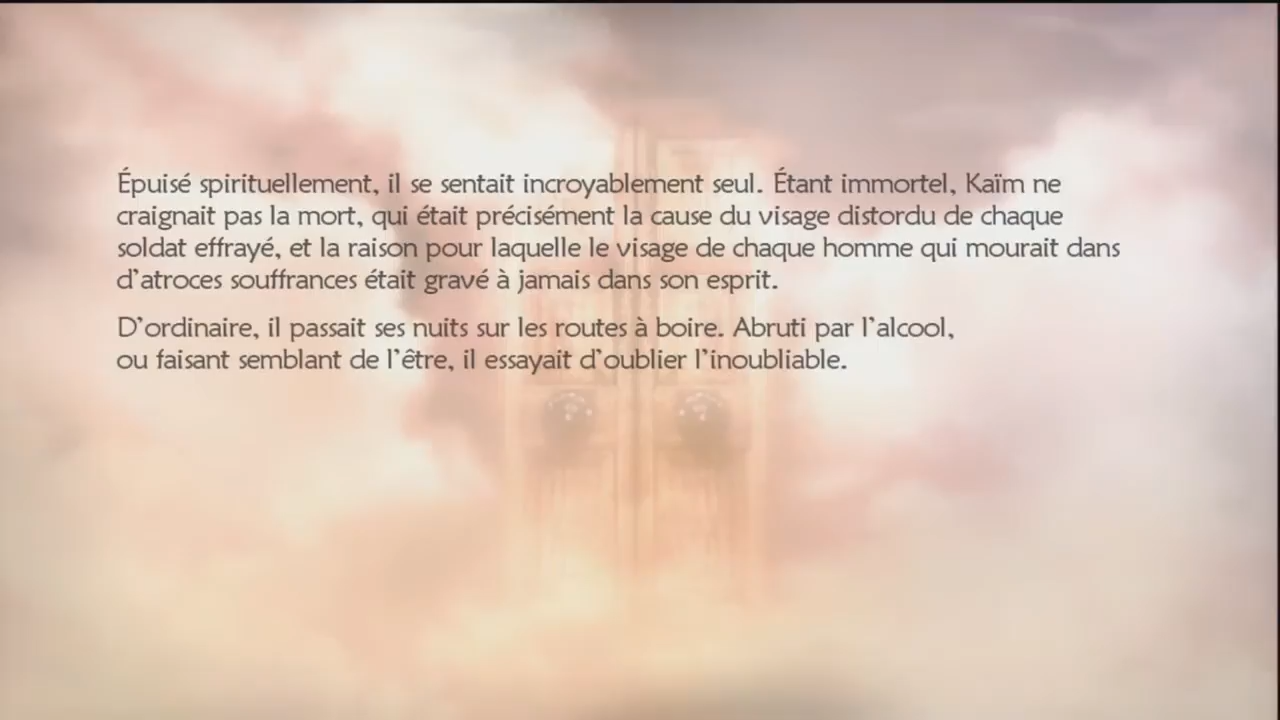 Épuisé spirituellement, il se sentait incroyablement seul. Étant immortel, Kaïm ne
craignait pas la mort, qui était précisément la cause du visage distordu de chaque
soldat effrayé, et la raison pour laquelle le visage de chaque homme qui mourait dans
d'atroces souffrances était gravé à jamais dans son esprit.
D'ordinaire, il passait ses nuits sur les routes à boire. Abruti par l'alcool,
ou faisant semblant de l'être, il essayait d'oublier l'inoubliable.